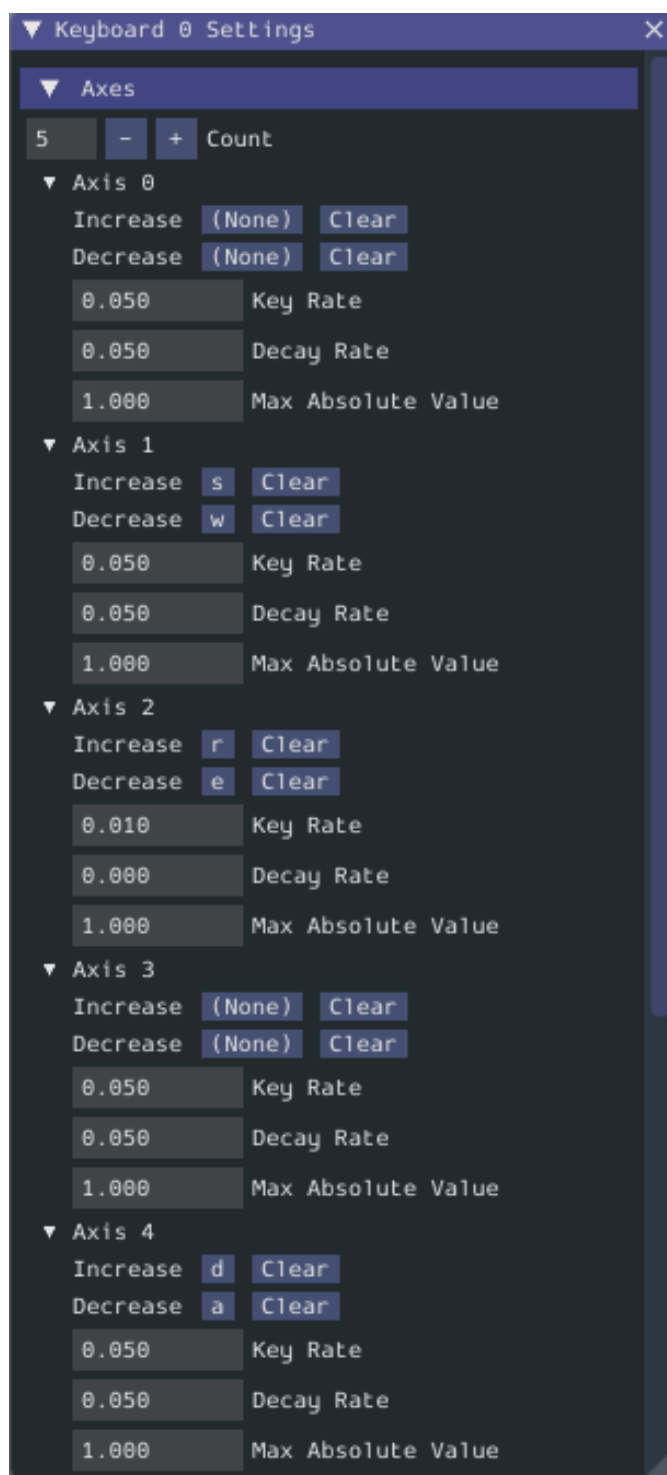 Keyboard 0 Settings
Axes
5 - + Count
Axis 0
Increase (None) Clear
Decrease (None) Clear
0.050 Key Rate
0.050 Decay Rate
1.000 Max Absolute Value
Axis 1
Increase s Clear
Decrease w Clear
0.050 Key Rate
0.050 Decay Rate
1.000 Max Absolute Value
Axis 2
Increase r Clear
Decrease e Clear
0.010 Key Rate
0.000 Decay Rate
1.000 Max Absolute Value
Axis 3
Increase (None) Clear
Decrease (None) Clear
0.050 Key Rate
0.050 Decay Rate
1.000 Max Absolute Value
Axis 4
Increase d Clear
Decrease a Clear
0.050 Key Rate
0.050 Decay Rate
1.000 Max Absolute Value